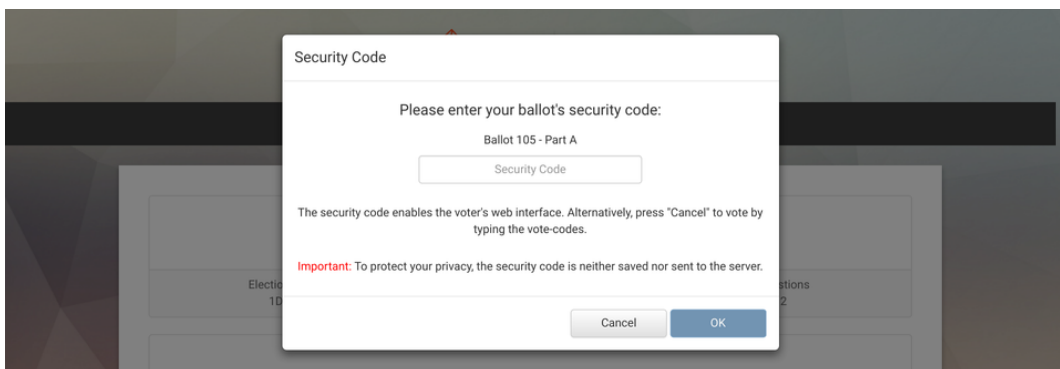 Security Code
Please enter your ballot's security code:
Ballot 105 - Part A
Security Code
The security code enables the voter's web interface. Alternatively, press "Cancel" to vote by
typing the vote-codes.
Important: To protect your privacy, the security code is neither saved nor sent to the server.
Cancel
OK